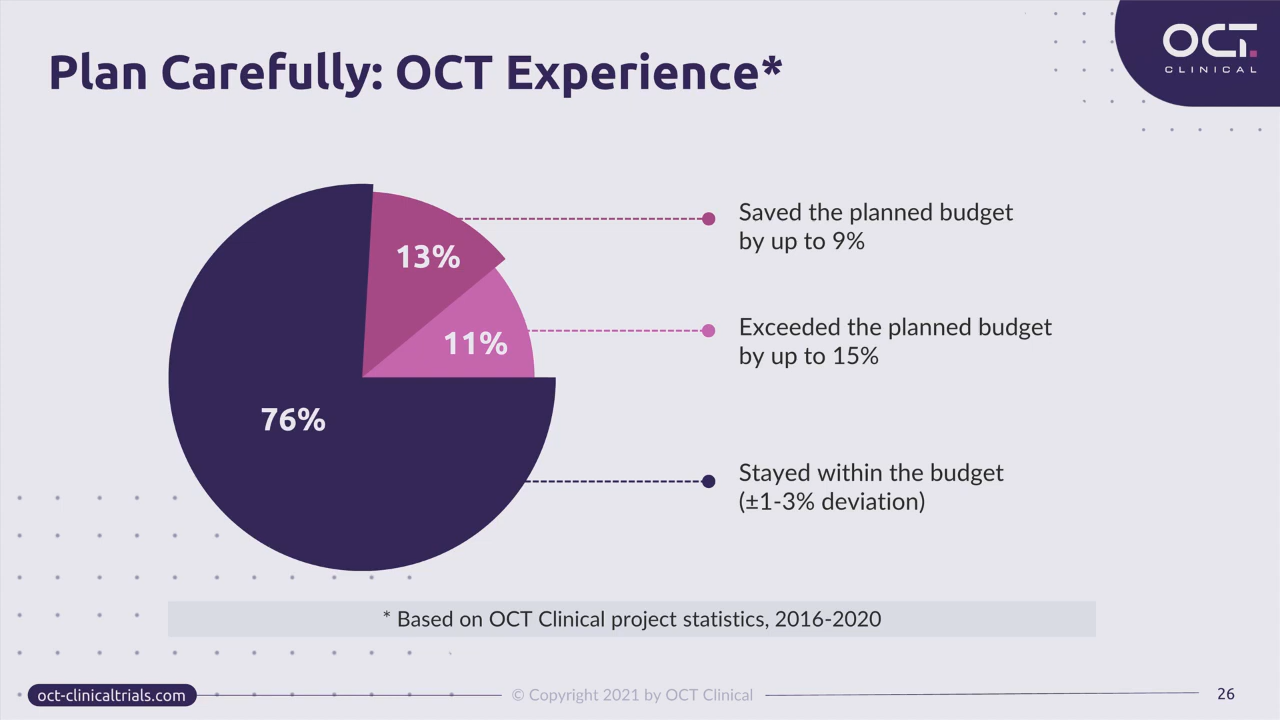 Plan Carefully: OCT Experience*
OCT
CLINICAL
13%
Saved the planned budget
by up to 9%
11%
Exceeded the planned budget
by up to 15%
76%
Stayed within the budget
(±1-3% deviation)
* Based on OCT Clinical project statistics, 2016-2020
oct-clinicaltrials.com
© Copyright 2021 by OCT Clinical
26